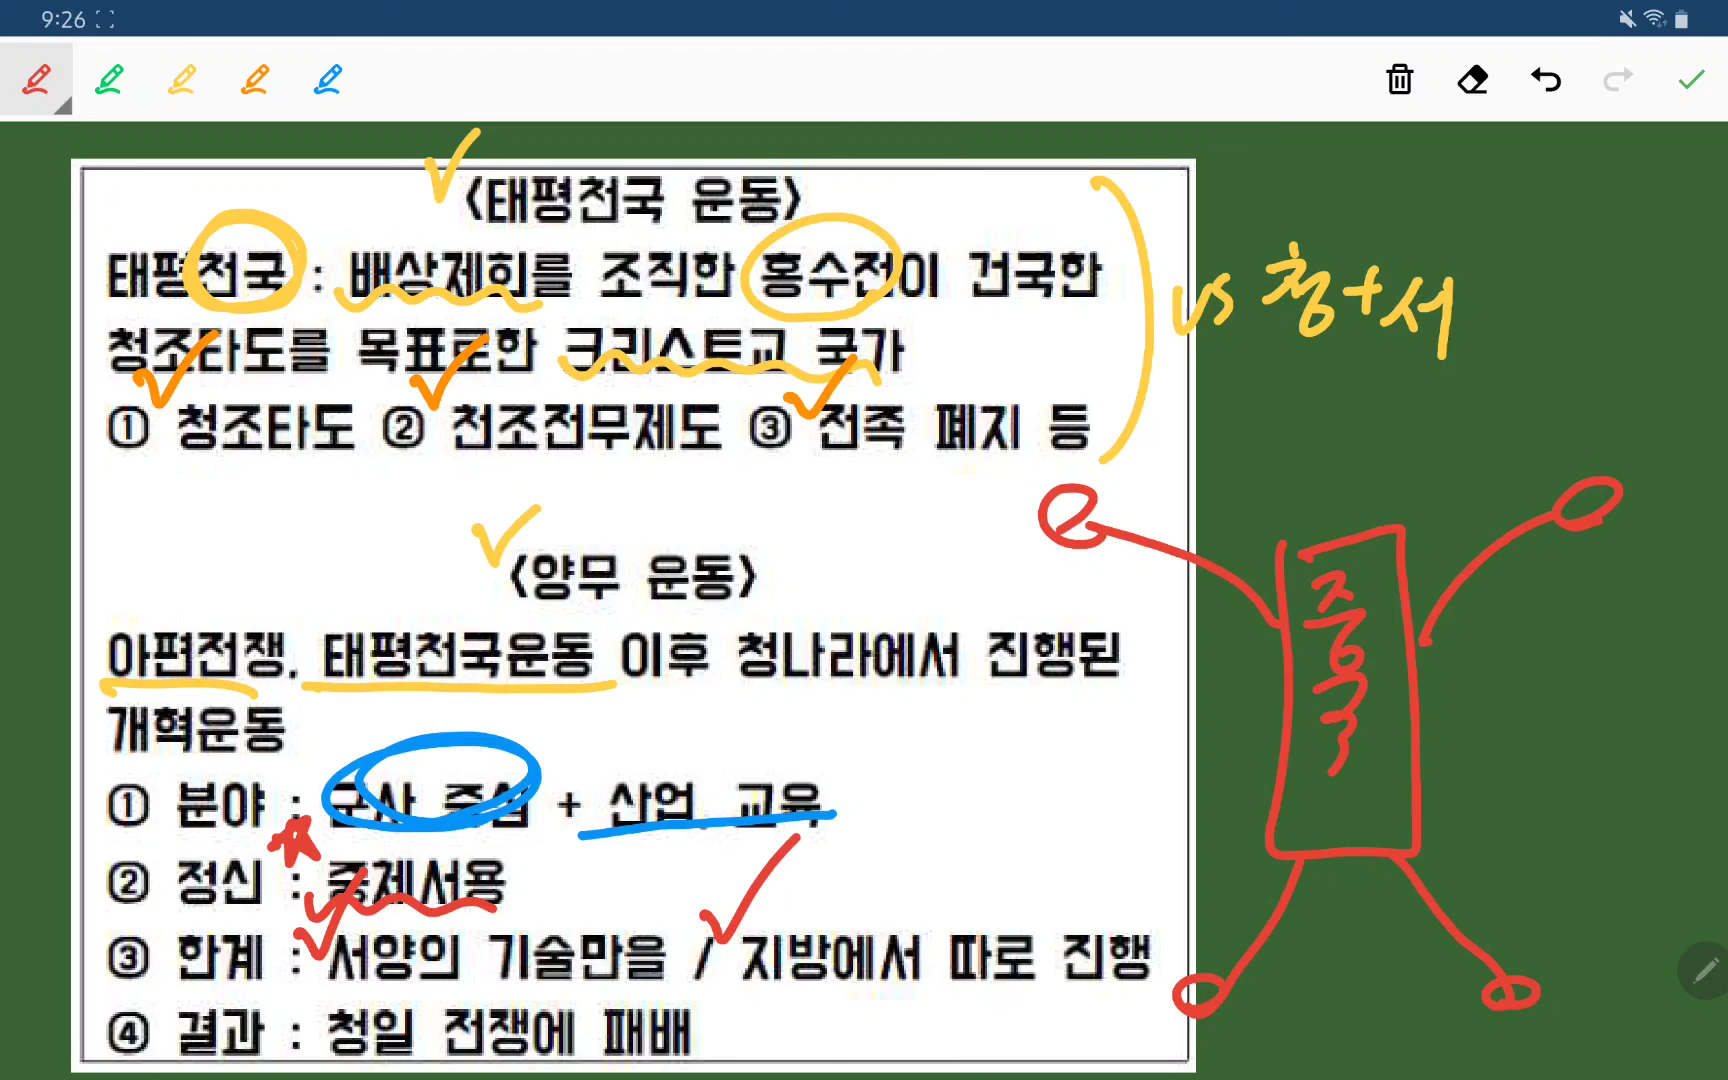 9:26
<태평천국 운동>
태평천국 : 배상제회를 조직한 홍수전이 건국한
청조타도를 목표로한 크리스트교 국가
① 청조타도 ② 천조전무제도 ③ 전족 폐지 등
vs 청+서
<양무 운동>
아편전쟁, 태평천국운동 이후 청나라에서 진행된
개혁운동
① 분야 : 군사 중심 + 산업, 교육
② 정신 : 중체서용
③ 한계 : 서양의 기술만을 / 지방에서 따로 진행
④ 결과 : 청일 전쟁에 패배